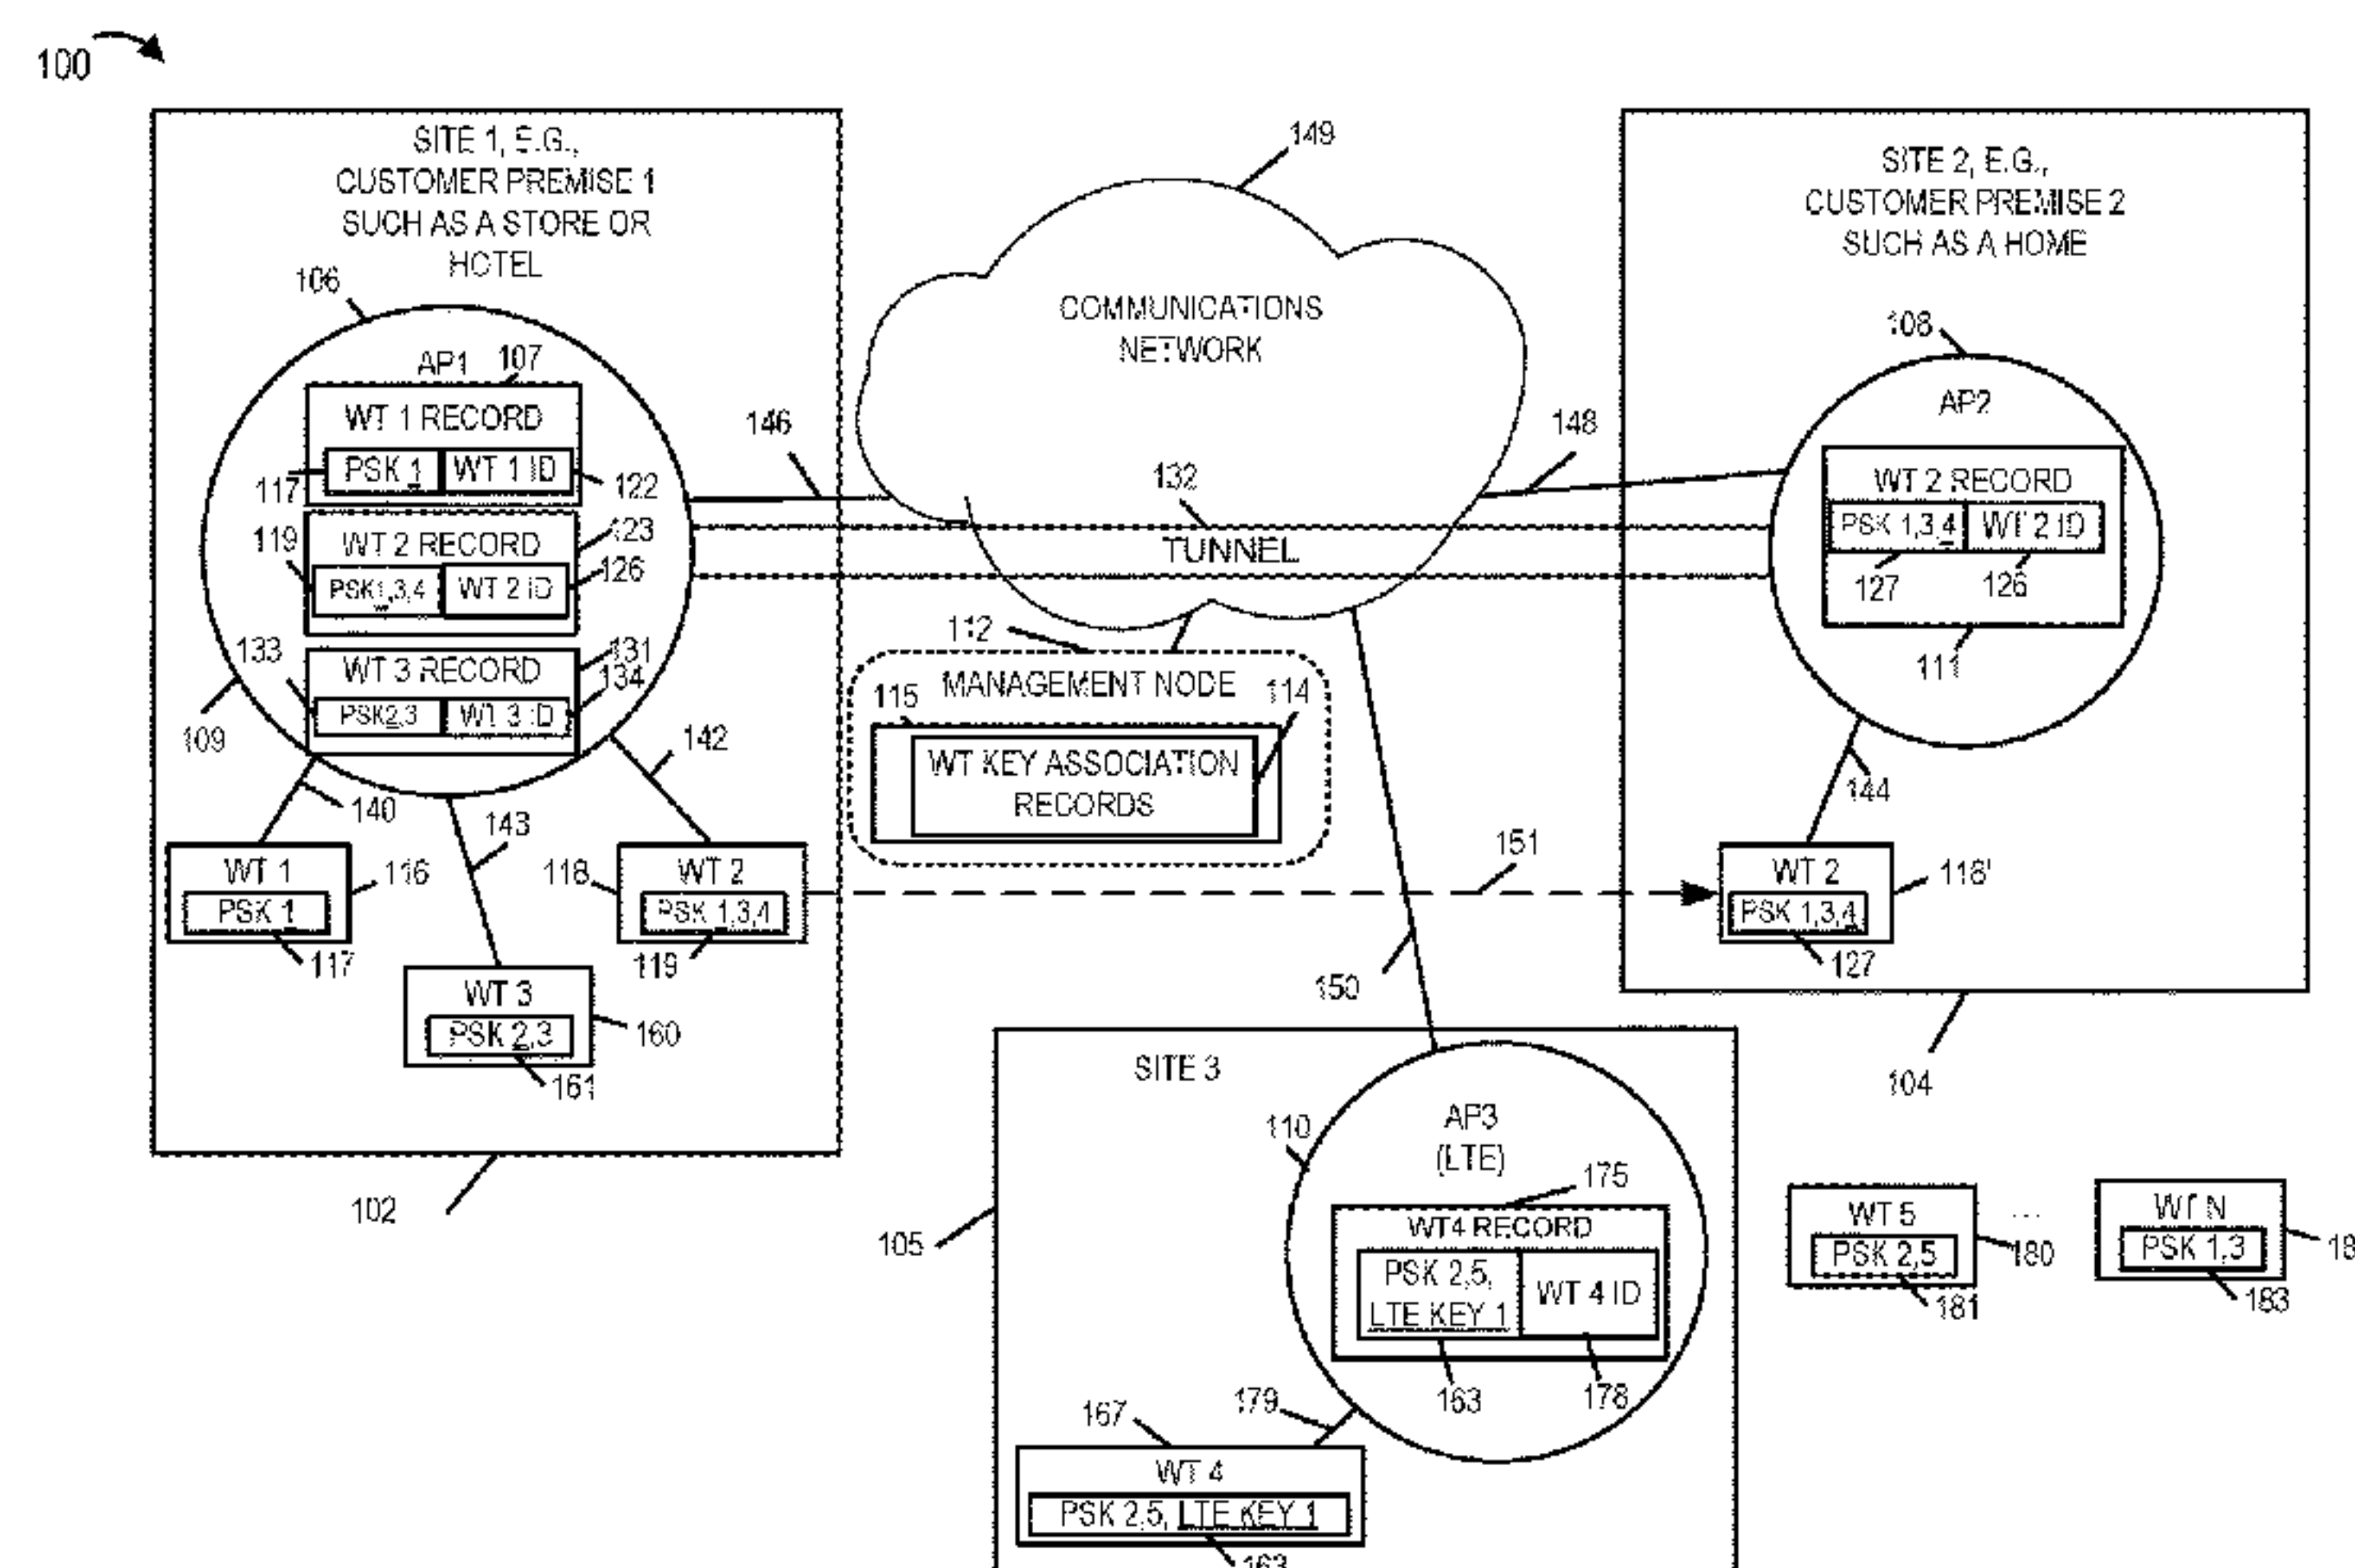 100
SITE 1, E.G.,
CUSTOMER PREMISE 1
SUCH AS A STORE OR
HOTEL
106
AP1
107
WT 1 RECORD
PSK 1
WT 1 ID
117
122
123
119
WT 2 RECORD
126
PSK1,3,4
WT 2 ID
133
131
WT 3 RECORD
134
PSK2,3
WT 3 ID
109
140
143
142
WT 1
116
PSK 1
117
118
WT 2
PSK 1,3,4
119
WT 3
PSK 2,3
160
161
102
149
COMMUNICATIONS
NETWORK
146
132
148
TUNNEL
112
MANAGEMENT NODE
115
114
WT KEY ASSOCIATION
RECORDS
151
150
SITE 2, E.G.,
CUSTOMER PREMISE 2
SUCH AS A HOME
108
AP2
WT 2 RECORD
PSK 1,3,4
WT 2 ID
127
126
111
144
WT 2
118'
PSK 1,3,4
127
104
SITE 3
105
110
AP3
(LTE)
175
WT4 RECORD
PSK 2,5,
LTE KEY 1
WT 4 ID
163
178
179
167
WT 4
PSK 2,5, LTE KEY 1
163
WT 5
PSK 2,5
180
181
...
WT N
PSK 1,3
183